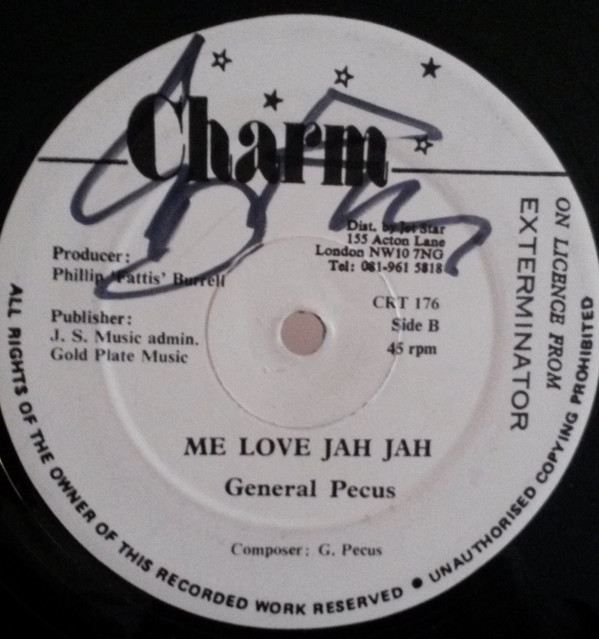 Charm
Dist. by Jet Star
155 Acton Lane
London NW10 7NG
Tel: 081-961 5818
Producer:
Phillip 'Fattis' Burrell
Publisher:
J. S. Music admin.
Gold Plate Music
CRT 176
Side B
45 rpm
ON LICENCE FROM
EXTERMINATOR
ME LOVE JAH JAH
General Pecus
Composer: G. Pecus
ALL RIGHTS OF THE OWNER OF THIS RECORDED WORK RESERVED ● UNAUTHORISED COPYING PROHIBITED